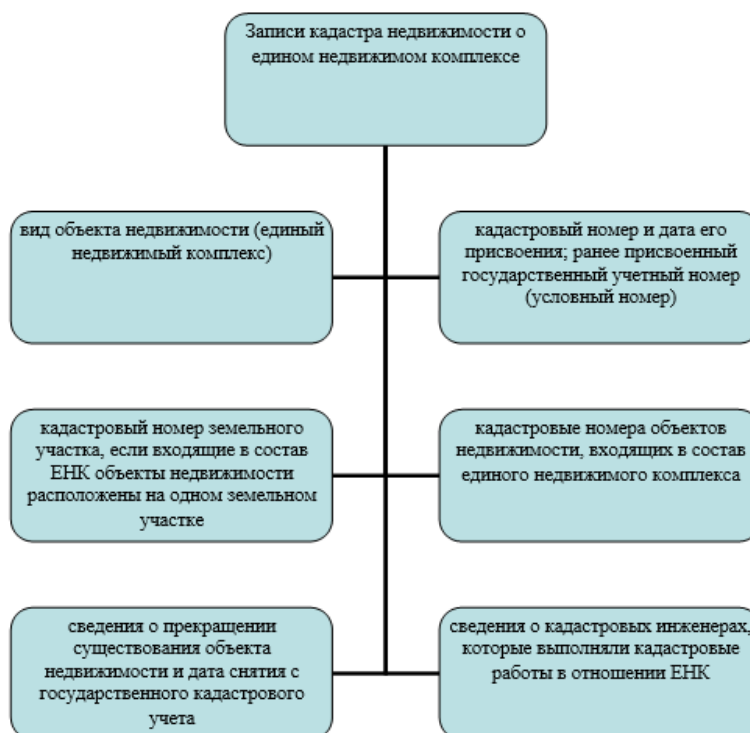 Записи кадастра недвижимости о
едином недвижимом комплексе
вид объекта недвижимости (единый
недвижимый комплекс)
кадастровый номер и дата его
присвоения; ранее присвоенный
государственный учетный номер
(условный номер)
кадастровый номер земельного
участка, если входящие в состав
ЕНК объекты недвижимости
расположены на одном земельном
участке
кадастровые номера объектов
недвижимости, входящих в состав
единого недвижимого комплекса
сведения о прекращении
существования объекта
недвижимости и дата снятия с
государственного кадастрового
учета
сведения о кадастровых инженерах,
которые выполняли кадастровые
работы в отношении ЕНК